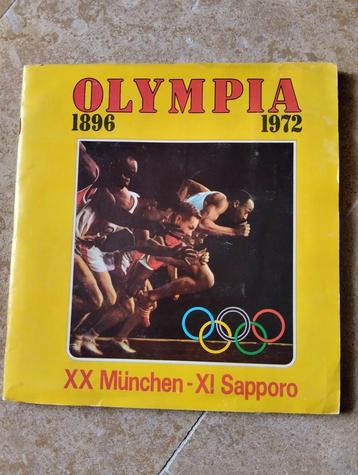 OLYMPIA
1896 1972
XX München - XI Sapporo